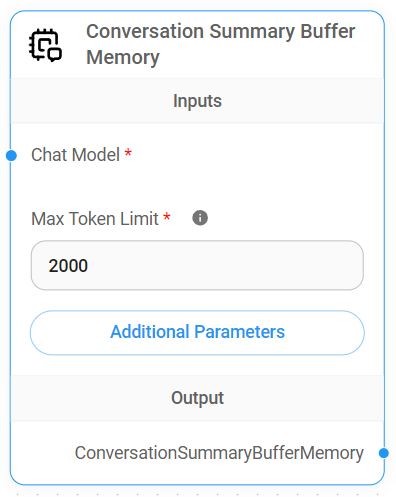 Conversation Summary Buffer
Memory
Inputs
Chat Model *
Max Token Limit *
2000
Additional Parameters
Output
ConversationSummaryBufferMemory